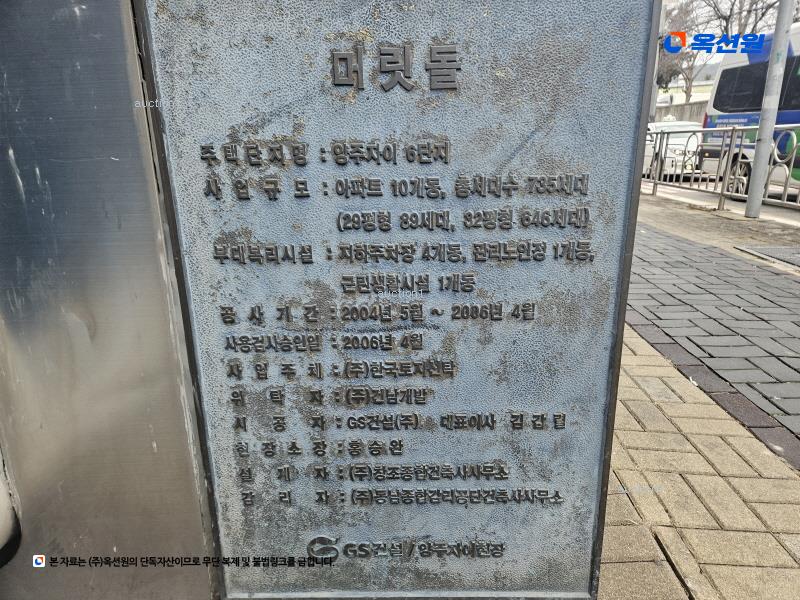 옥션원
머릿돌
주택단지명 : 양주자이 6단지
사업규모 : 아파트 10개동, 총세대수 735세대
(29평형 89세대, 32평형 646세대)
부대복리시설 : 지하주차장 4개동, 관리노인정 1개동,
근린생활시설 1개동
공사기간 : 2004년 5월 ~ 2006년 4월
사용검사승인일 : 2006년 4월
사업주체 : (주)한국토지신탁
위탁자 : (주)건남개발
시공자 : GS건설(주) 대표이사 김갑렬
현장소장 : 홍승완
설계자 : (주)창조종합건축사사무소
감리자 : (주)동남종합감리공단건축사사무소
GS건설 / 양주자이현장
본 자료는 (주)옥션원의 단독자산이므로 무단 복제 및 불법링크를 금합니다.